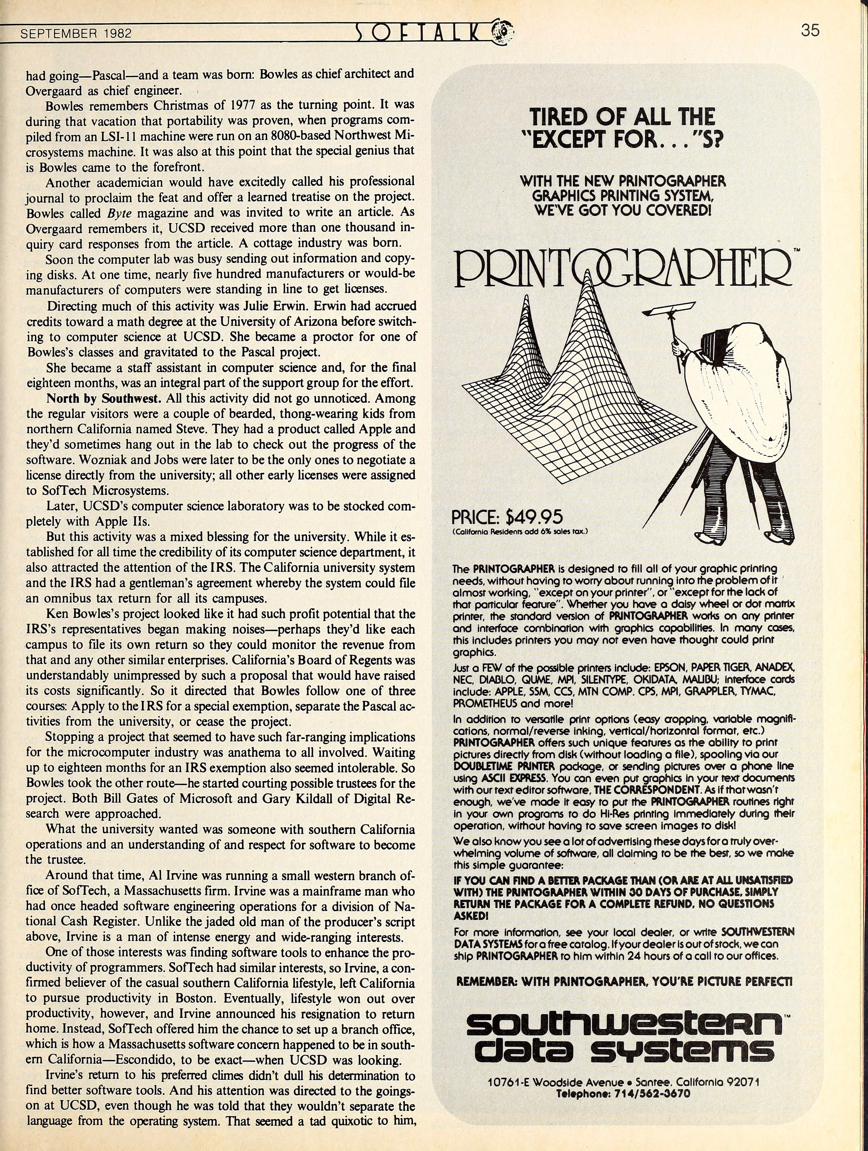 SEPTEMBER 1982
SOFTALK
35
had going—Pascal—and a team was born: Bowles as chief architect and
Overgaard as chief engineer.
Bowles remembers Christmas of 1977 as the turning point. It was
during that vacation that portability was proven, when programs com-
piled from an LSI-11 machine were run on an 8080-based Northwest Mi-
crosystems machine. It was also at this point that the special genius that
is Bowles came to the forefront.
Another academician would have excitedly called his professional
journal to proclaim the feat and offer a learned treatise on the project.
Bowles called Byte magazine and was invited to write an article. As
Overgaard remembers it, UCSD received more than one thousand in-
quiry card responses from the article. A cottage industry was born.
Soon the computer lab was busy sending out information and copy-
ing disks. At one time, nearly five hundred manufacturers or would-be
manufacturers of computers were standing in line to get licenses.
Directing much of this activity was Julie Erwin. Erwin had accrued
credits toward a math degree at the University of Arizona before switch-
ing to computer science at UCSD. She became a proctor for one of
Bowles's classes and gravitated to the Pascal project.
She became a staff assistant in computer science and, for the final
eighteen months, was an integral part of the support group for the effort.
North by Southwest. All this activity did not go unnoticed. Among
the regular visitors were a couple of bearded, thong-wearing kids from
northern California named Steve. They had a product called Apple and
they'd sometimes hang out in the lab to check out the progress of the
software. Wozniak and Jobs were later to be the only ones to negotiate a
license directly from the university; all other early licenses were assigned
to SofTech Microsystems.
Later, UCSD's computer science laboratory was to be stocked com-
pletely with Apple IIs.
But this activity was a mixed blessing for the university. While it es-
tablished for all time the credibility of its computer science department, it
also attracted the attention of the IRS. The California university system
and the IRS had a gentleman's agreement whereby the system could file
an omnibus tax return for all its campuses.
Ken Bowles's project looked like it had such profit potential that the
IRS's representatives began making noises—perhaps they'd like each
campus to file its own return so they could monitor the revenue from
that and any other similar enterprises. California's Board of Regents was
understandably unimpressed by such a proposal that would have raised
its costs significantly. So it directed that Bowles follow one of three
courses: Apply to the IRS for a special exemption, separate the Pascal ac-
tivities from the university, or cease the project.
Stopping a project that seemed to have such far-ranging implications
for the microcomputer industry was anathema to all involved. Waiting
up to eighteen months for an IRS exemption also seemed intolerable. So
Bowles took the other route—he started courting possible trustees for the
project. Both Bill Gates of Microsoft and Gary Kildall of Digital Re-
search were approached.
What the university wanted was someone with southern California
operations and an understanding of and respect for software to become
the trustee.
Around that time, Al Irvine was running a small western branch of-
fice of SofTech, a Massachusetts firm. Irvine was a mainframe man who
had once headed software engineering operations for a division of Na-
tional Cash Register. Unlike the jaded old man of the producer's script
above, Irvine is a man of intense energy and wide-ranging interests.
One of those interests was finding software tools to enhance the pro-
ductivity of programmers. SofTech had similar interests, so Irvine, a con-
firmed believer of the casual southern California lifestyle, left California
to pursue productivity in Boston. Eventually, lifestyle won out over
productivity, however, and Irvine announced his resignation to return
home. Instead, SofTech offered him the chance to set up a branch office,
which is how a Massachusetts software concern happened to be in south-
ern California—Escondido, to be exact—when UCSD was looking.
Irvine's return to his preferred climes didn't dull his determination to
find better software tools. And his attention was directed to the goings-
on at UCSD, even though he was told that they wouldn't separate the
language from the operating system. That seemed a tad quixotic to him,
TIRED OF ALL THE
"EXCEPT FOR..."S?
WITH THE NEW PRINTOGRAPHER
GRAPHICS PRINTING SYSTEM,
WE'VE GOT YOU COVERED!
PRINTOGRAPHER™
PRICE: $49.95
(California Residents add 6% sales tax.)
The PRINTOGRAPHER is designed to fill all of your graphic printing
needs, without having to worry about running into the problem of it
almost working, "except on your printer", or "except for the lack of
that particular feature". Whether you have a daisy wheel or dot matrix
printer, the standard version of PRINTOGRAPHER works on any printer
and interface combination with graphics capabilities. In many cases,
this includes printers you may not even have thought could print
graphics.
Just a FEW of the possible printers include: EPSON, PAPER TIGER, ANADEX,
NEC, DIABLO, QUME, MPI, SILENTYPE, OKIDATA, MALIBU; interface cards
include: APPLE, SSM, CCS, MTN COMP. CPS, MPI, GRAPPLER, TYMAC,
PROMETHEUS and more!
In addition to versatile print options (easy cropping, variable magnifi-
cations, normal/reverse inking, vertical/horizontal format, etc.)
PRINTOGRAPHER offers such unique features as the ability to print
pictures directly from disk (without loading a file), spooling via our
DOUBLETIME PRINTER package, or sending pictures over a phone line
using ASCII EXPRESS. You can even put graphics in your text documents
with our text editor software, THE CORRESPONDENT. As if that wasn't
enough, we've made it easy to put the PRINTOGRAPHER routines right
in your own programs to do Hi-Res printing immediately during their
operation, without having to save screen images to disk!
We also know you see a lot of advertising these days for a truly over-
whelming volume of software, all claiming to be the best, so we make
this simple guarantee:
IF YOU CAN FIND A BETTER PACKAGE THAN (OR ARE AT ALL UNSATISFIED
WITH) THE PRINTOGRAPHER WITHIN 30 DAYS OF PURCHASE, SIMPLY
RETURN THE PACKAGE FOR A COMPLETE REFUND, NO QUESTIONS
ASKED!
For more information, see your local dealer, or write SOUTHWESTERN
DATA SYSTEMS for a free catalog. If your dealer is out of stock, we can
ship PRINTOGRAPHER to him within 24 hours of a call to our offices.
REMEMBER: WITH PRINTOGRAPHER, YOU'RE PICTURE PERFECT!
southwestern™
data systems
10761-E Woodside Avenue • Santee, California 92071
Telephone: 714/562-3670